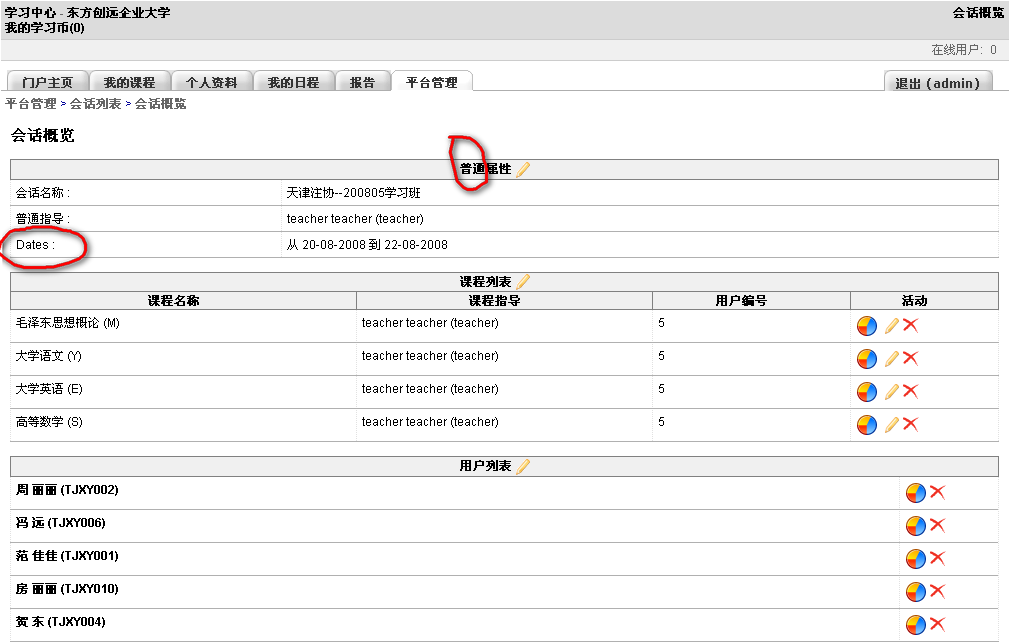 学习中心 - 东方创远企业大学
会话概览
我的学习币(0)
在线用户: 0
门户主页 我的课程 个人资料 我的日程 报告 平台管理 退出 (admin)
平台管理 > 会话列表 > 会话概览
会话概览
普通属性
会话名称 : 天津注协--200805学习班
普通指导 : teacher teacher (teacher)
Dates : 从 20-08-2008 到 22-08-2008
课程列表
课程名称 课程指导 用户编号 活动
毛泽东思想概论 (M) teacher teacher (teacher) 5
大学语文 (Y) teacher teacher (teacher) 5
大学英语 (E) teacher teacher (teacher) 5
高等数学 (S) teacher teacher (teacher) 5
用户列表
周 丽丽 (TJXY002)
冯 远 (TJXY006)
范 佳佳 (TJXY001)
房 丽丽 (TJXY010)
贺 东 (TJXY004)